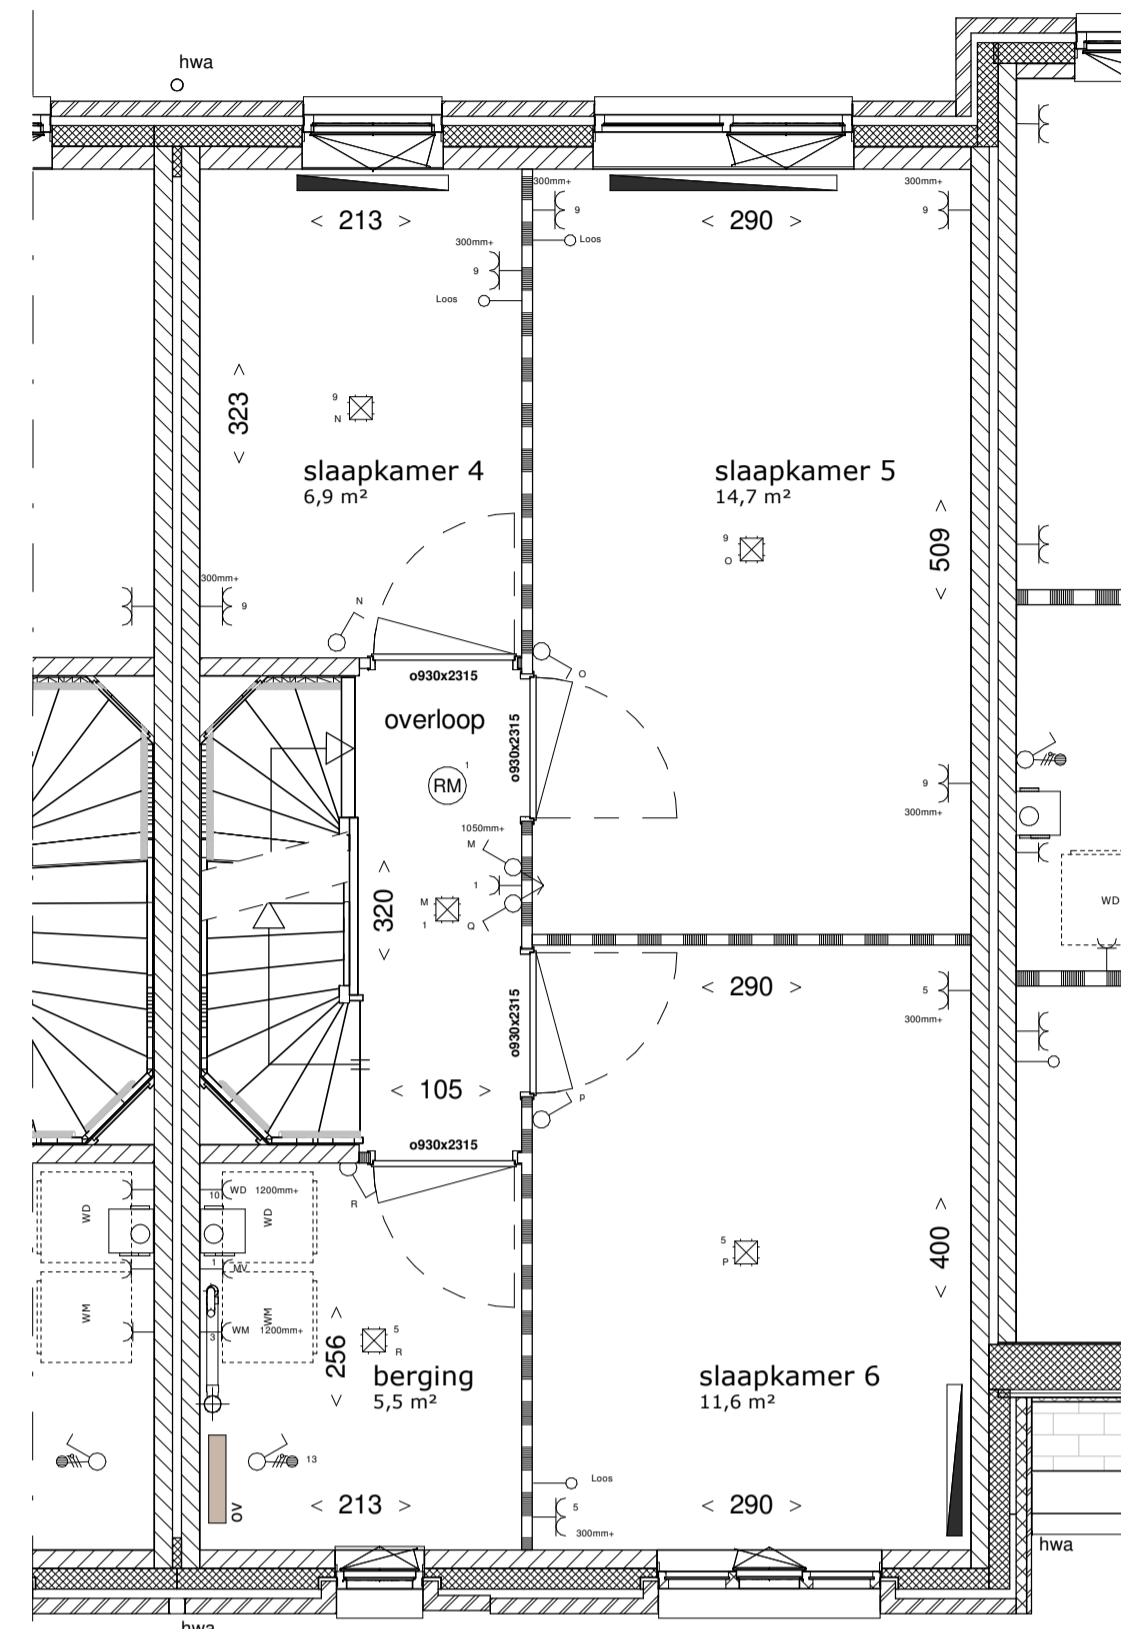 hwa
< 213 >
300mm+
9
Loos
< 290 >
300mm+
9
300mm+
9
Loos
< 323 >
9
N
slaapkamer 4
6,9 m²
slaapkamer 5
14,7 m²
9
O
< 509 >
300mm+
9
N
O
o930x2315
overloop
o930x2315
RM
1
9
300mm+
1050mm+
M
1
Q
M
1
< 320 >
WD
< 290 >
5
300mm+
o930x2315
< 105 >
p
o930x2315
R
WD
10
WD
1200mm+
WD
1
MV
WM
3
WM
1200mm+
WM
5
P
< 400 >
< 256 >
5
R
berging
5,5 m²
slaapkamer 6
11,6 m²
13
OV
< 213 >
Loos
5
300mm+
< 290 >
hwa
hwa